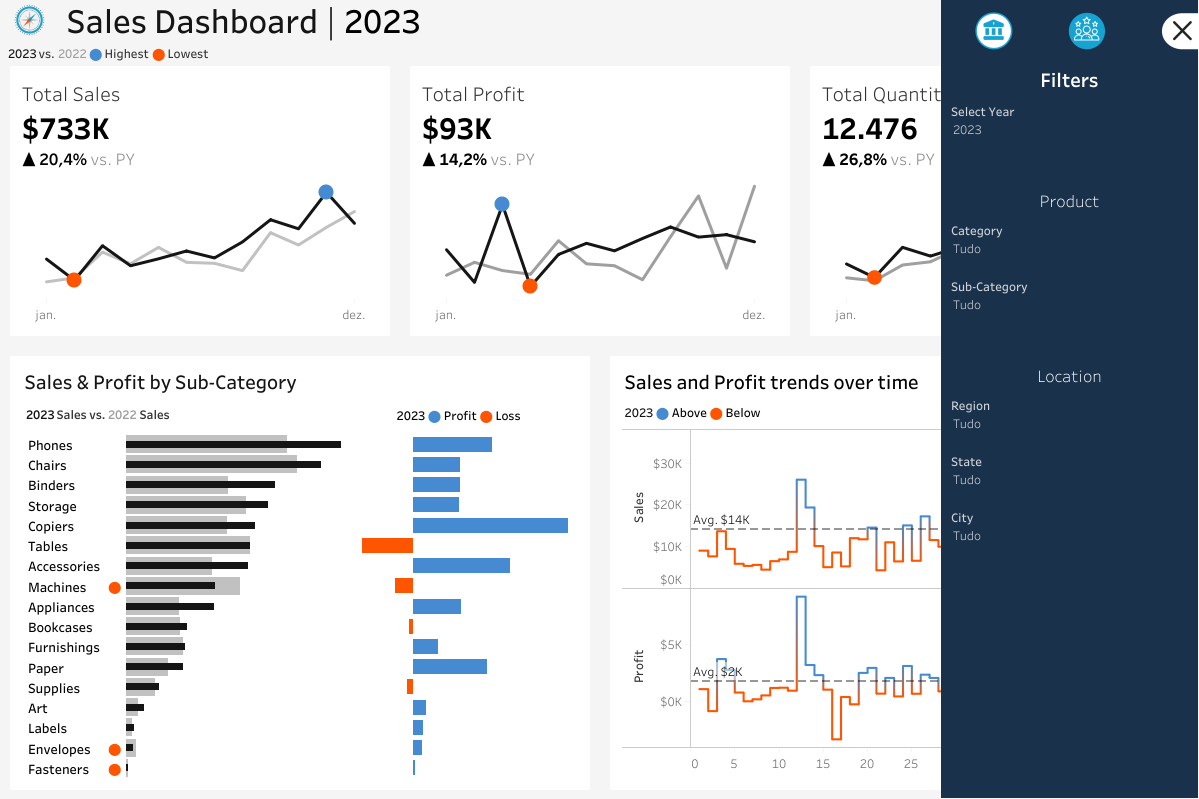 Sales Dashboard | 2023
2023 vs. 2022 Highest Lowest
Total Sales
$733K
▲ 20,4% vs. PY
jan. dez.
Total Profit
$93K
▲ 14,2% vs. PY
jan. dez.
Total Quantit
12.476
▲ 26,8% vs. PY
jan.
Sales & Profit by Sub-Category
2023 Sales vs. 2022 Sales
2023 Profit Loss
Phones
Chairs
Binders
Storage
Copiers
Tables
Accessories
Machines
Appliances
Bookcases
Furnishings
Paper
Supplies
Art
Labels
Envelopes
Fasteners
Sales and Profit trends over time
2023 Above Below
Sales
$30K
$20K
Avg. $14K
$10K
$0K
Profit
$5K
Avg. $2K
$0K
0 5 10 15 20 25
Filters
Select Year
2023
Product
Category
Tudo
Sub-Category
Tudo
Location
Region
Tudo
State
Tudo
City
Tudo